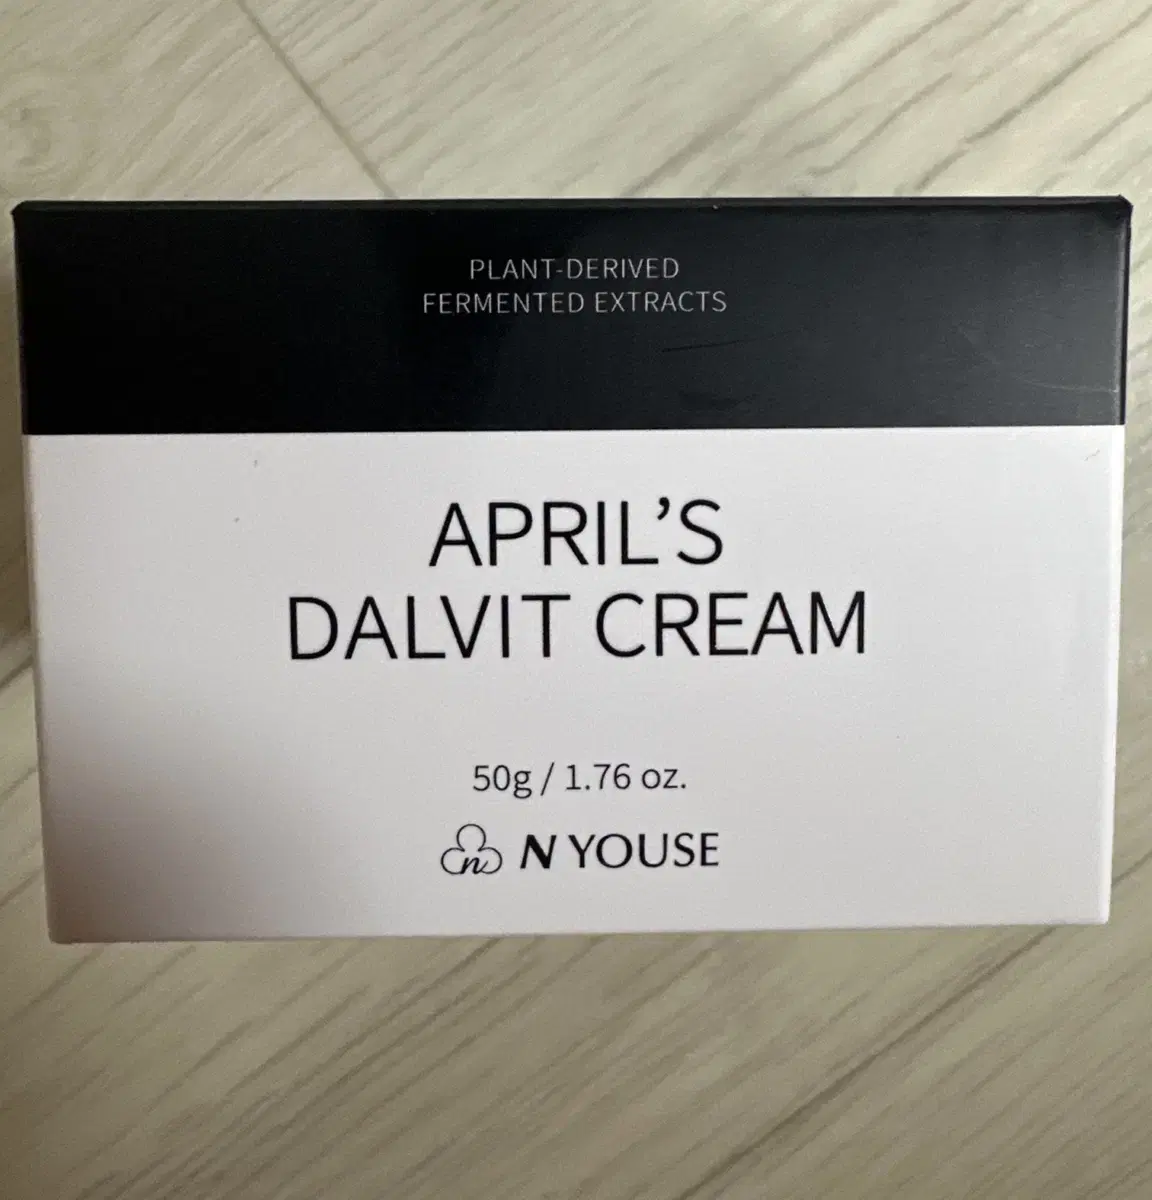 PLANT-DERIVED
FERMENTED EXTRACTS
APRIL’S
DALVIT CREAM
50g / 1.76 oz.
n N YOUSE